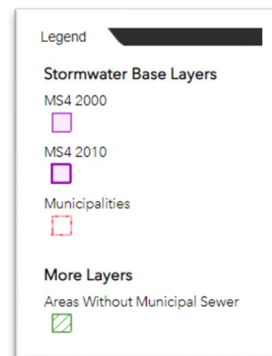 Legend
Stormwater Base Layers
MS4 2000
MS4 2010
Municipalities
More Layers
Areas Without Municipal Sewer